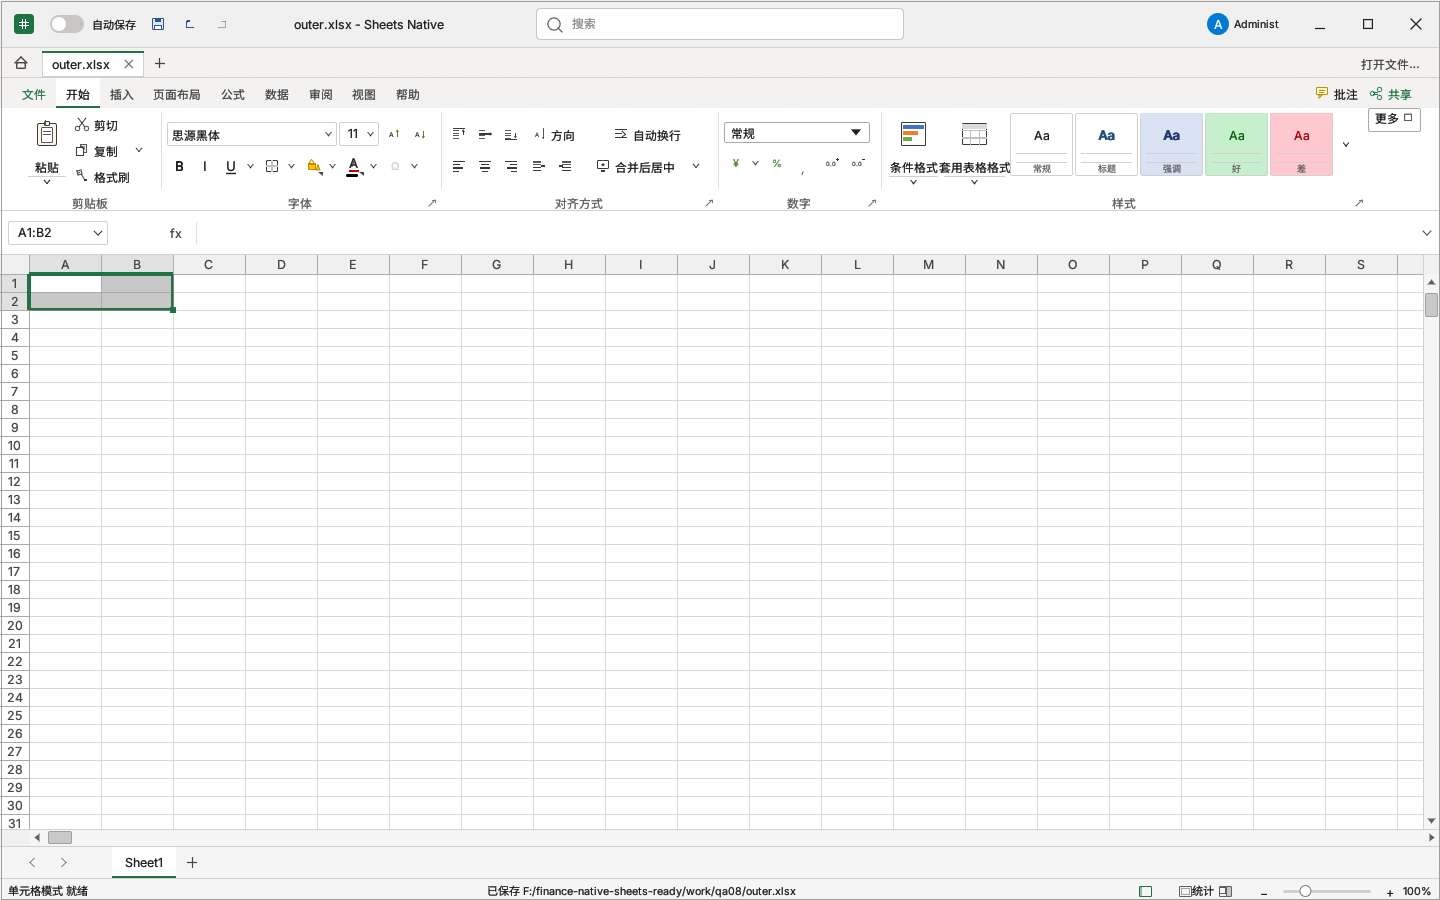 自动保存 outer.xlsx - Sheets Native 搜索 A Administ
outer.xlsx 打开文件...
文件 开始 插入 页面布局 公式 数据 审阅 视图 帮助 批注 共享
粘贴 剪切 复制 格式刷 剪贴板
思源黑体 11 A A
B I U A Ω 字体
方向 自动换行
合并后居中 对齐方式
常规
¥ % , 0.0 0.0 数字
条件格式 套用表格格式
Aa 常规 Aa 标题 Aa 强调 Aa 好 Aa 差 样式
更多
A1:B2 fx
A B C D E F G H I J K L M N O P Q R S
1
2
3
4
5
6
7
8
9
10
11
12
13
14
15
16
17
18
19
20
21
22
23
24
25
26
27
28
29
30
31
Sheet1
单元格模式 就绪 已保存 F:/finance-native-sheets-ready/work/qa08/outer.xlsx 统计 − + 100%